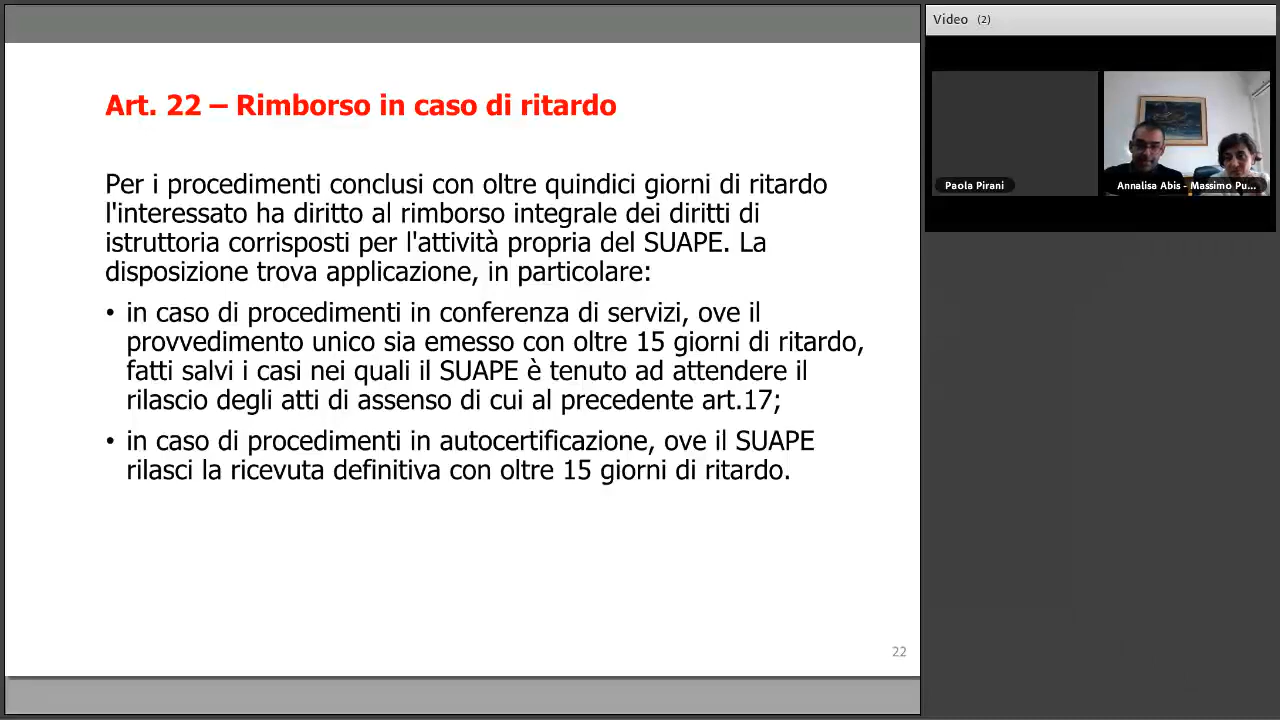 Art. 22 – Rimborso in caso di ritardo
Per i procedimenti conclusi con oltre quindici giorni di ritardo
l'interessato ha diritto al rimborso integrale dei diritti di
istruttoria corrisposti per l'attività propria del SUAPE. La
disposizione trova applicazione, in particolare:
• in caso di procedimenti in conferenza di servizi, ove il
provvedimento unico sia emesso con oltre 15 giorni di ritardo,
fatti salvi i casi nei quali il SUAPE è tenuto ad attendere il
rilascio degli atti di assenso di cui al precedente art.17;
• in caso di procedimenti in autocertificazione, ove il SUAPE
rilasci la ricevuta definitiva con oltre 15 giorni di ritardo.
22
Video (2)
Paola Pirani
Annalisa Abis - Massimo Pu...